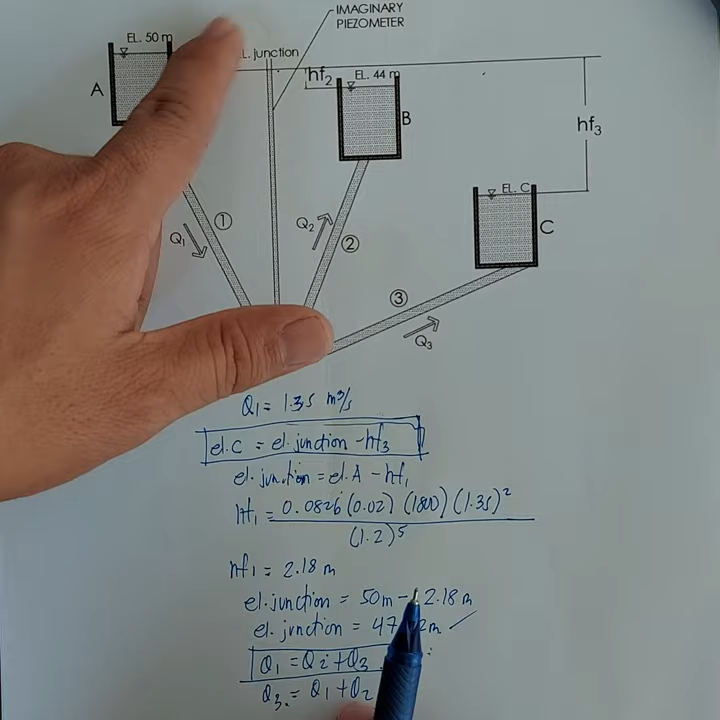 IMAGINARY
PIEZOMETER
EL. 50 m
L. junction
hf2
EL. 44 m
A
B
hf3
EL. C
C
1
Q1
Q2
2
3
Q3
Q1 = 1.35 m³/s
el. C = el. junction - hf3
el. junction = el. A - hf1
Hf1 = 0.0826 (0.02) (1800) (1.35)²
(1.2)⁵
hf1 = 2.18 m
el. junction = 50m - 2.18 m
el. junction = 47 2m
Q1 = Q2 + Q3
Q3 = Q1 + Q2